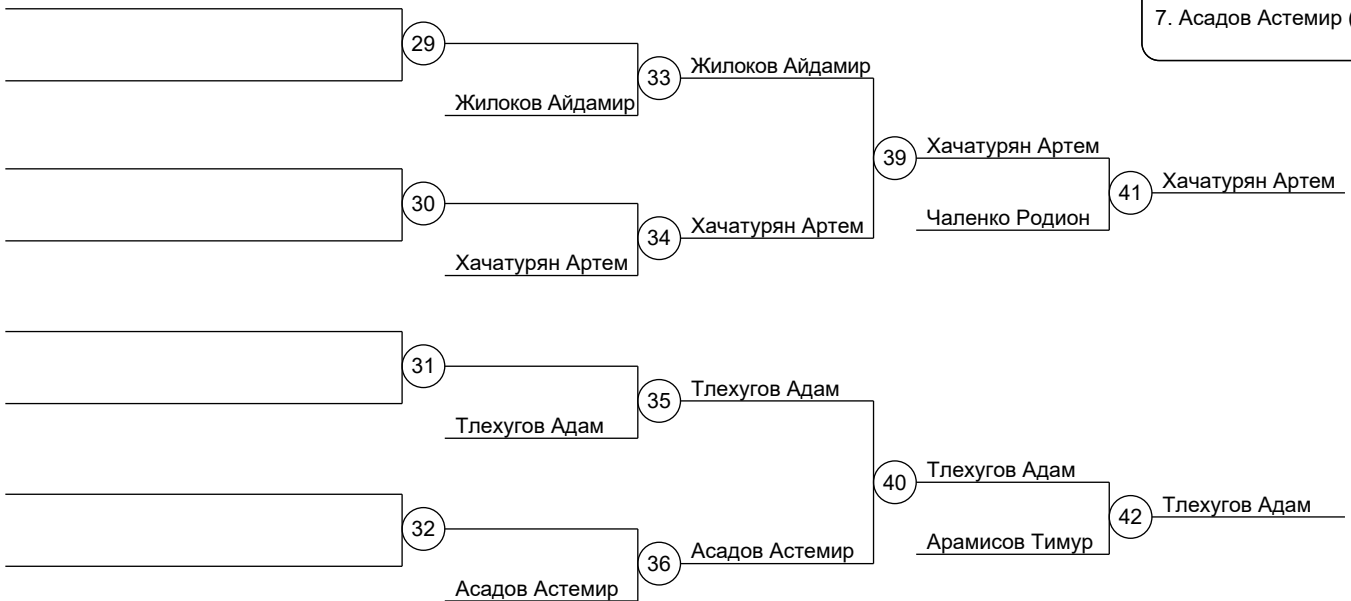 7. Асадов Астемир (
29
33
Жилоков Айдамир
Жилоков Айдамир
39
Хачатурян Артем
41
Хачатурян Артем
30
34
Хачатурян Артем
Чаленко Родион
Хачатурян Артем
31
35
Тлехугов Адам
Тлехугов Адам
40
Тлехугов Адам
42
Тлехугов Адам
32
36
Асадов Астемир
Арамисов Тимур
Асадов Астемир